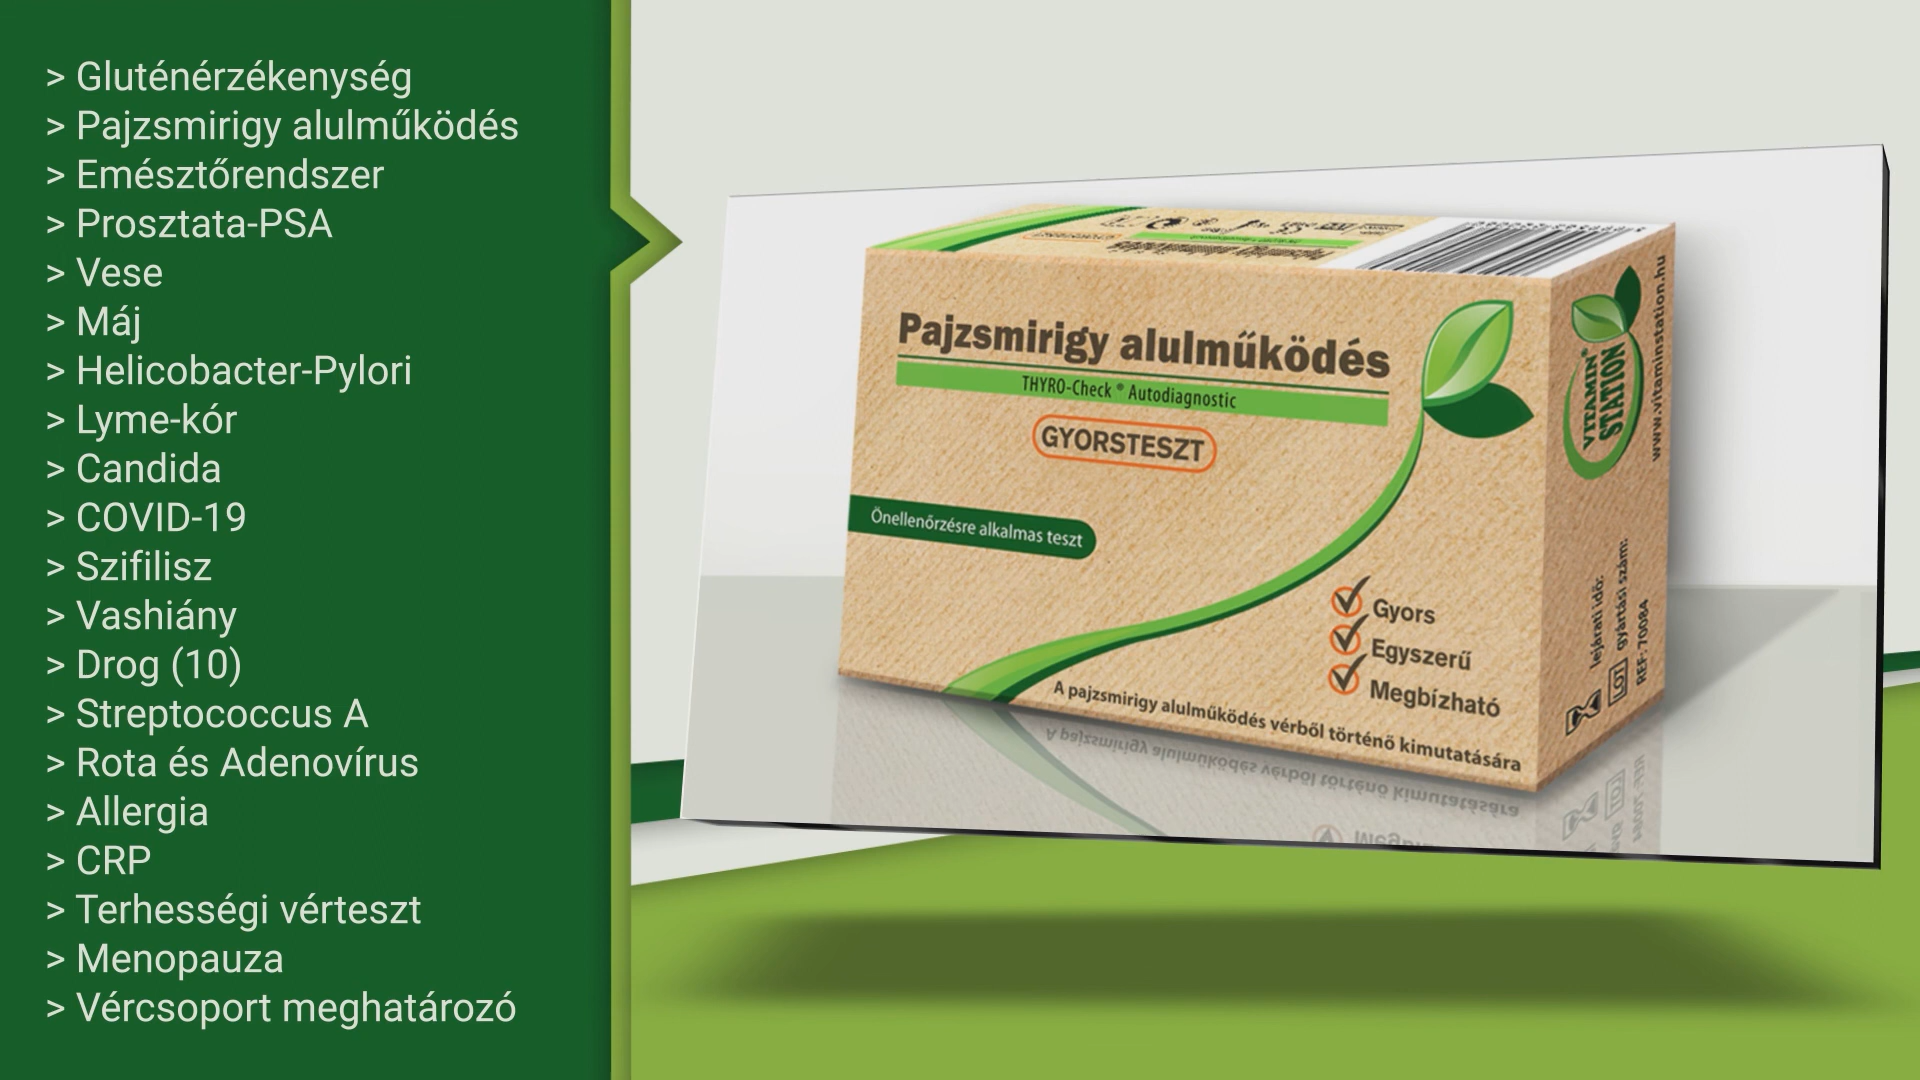 > Gluténérzékenység
> Pajzsmirigy alulműködés
> Emésztőrendszer
> Prosztata-PSA
> Vese
> Máj
> Helicobacter-Pylori
> Lyme-kór
> Candida
> COVID-19
> Szifilisz
> Vashiány
> Drog (10)
> Streptococcus A
> Rota és Adenovírus
> Allergia
> CRP
> Terhességi vérteszt
> Menopauza
> Vércsoport meghatározó
Pajzsmirigy alulműködés
THYRO-Check ® Autodiagnostic
GYORSTESZT
Önellenőrzésre alkalmas teszt
Gyors
Egyszerű
Megbízható
A pajzsmirigy alulműködés vérből történő kimutatására
VITAMIN®
STATION
www.vitaminstation.hu
lejárati idő:
LOT gyártási szám:
REF: 70084